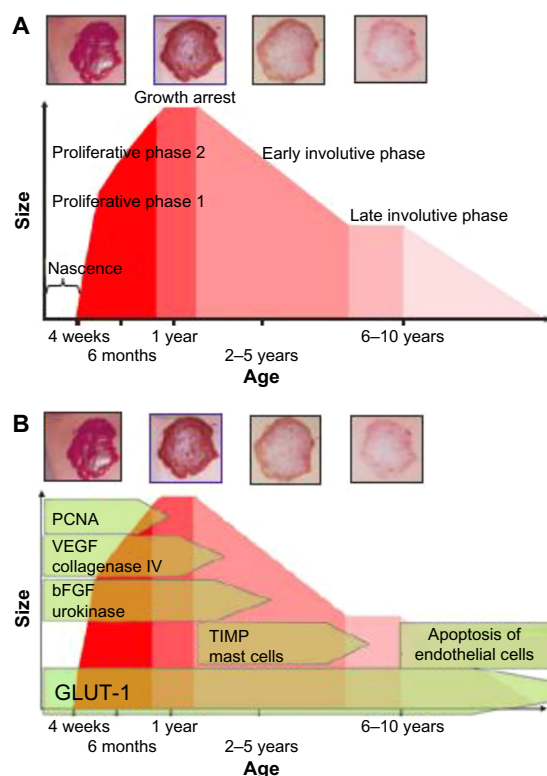 A
Growth arrest
Proliferative phase 2
Early involutive phase
Proliferative phase 1
Late involutive phase
Nascence
Size
4 weeks
1 year
6–10 years
6 months
2–5 years
Age
B
PCNA
VEGF
collagenase IV
bFGF
urokinase
TIMP
mast cells
Apoptosis of
endothelial cells
GLUT-1
Size
4 weeks
1 year
6–10 years
6 months
2–5 years
Age